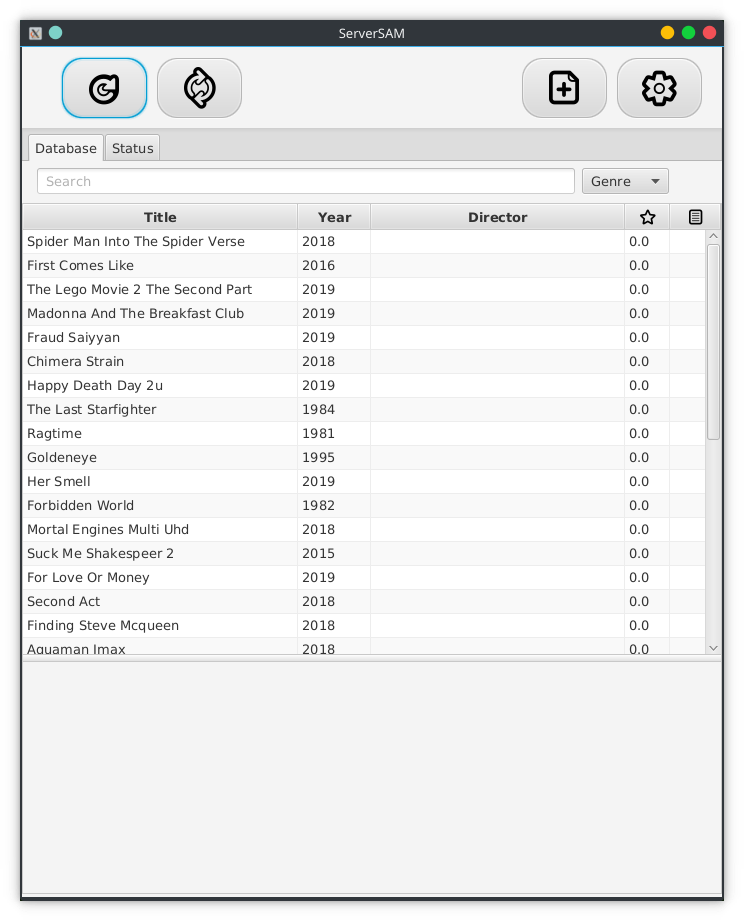 ServerSAM
Database Status
Search Genre
Title Year Director
Spider Man Into The Spider Verse 2018 0.0
First Comes Like 2016 0.0
The Lego Movie 2 The Second Part 2019 0.0
Madonna And The Breakfast Club 2019 0.0
Fraud Saiyyan 2019 0.0
Chimera Strain 2018 0.0
Happy Death Day 2u 2019 0.0
The Last Starfighter 1984 0.0
Ragtime 1981 0.0
Goldeneye 1995 0.0
Her Smell 2019 0.0
Forbidden World 1982 0.0
Mortal Engines Multi Uhd 2018 0.0
Suck Me Shakespeer 2 2015 0.0
For Love Or Money 2019 0.0
Second Act 2018 0.0
Finding Steve Mcqueen 2018 0.0
Aquaman Imax 2018 0.0